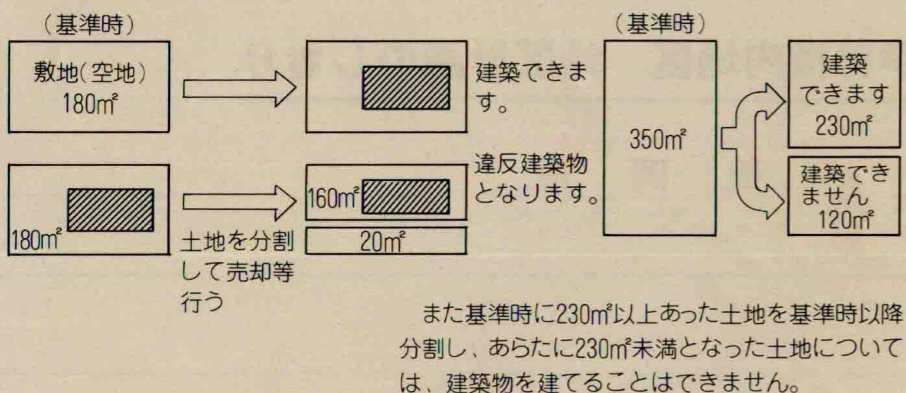 （基準時）
敷地（空地）
180㎡
建築できま
す。
180㎡
土地を分割
して売却等
行う
160㎡
20㎡
違反建築物
となります。
（基準時）
350㎡
建築
できます
230㎡
建築でき
ません
120㎡
また基準時に230㎡以上あった土地を基準時以降
分割し、あらたに230㎡未満となった土地について
は、建築物を建てることはできません。